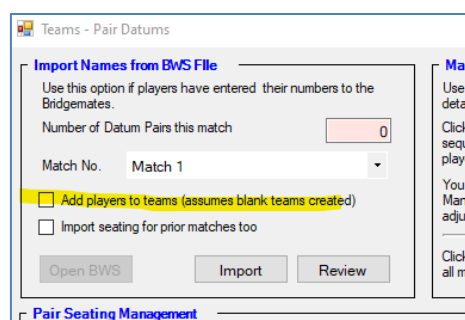 Teams - Pair Datums
Import Names from BWS FIle
Use this option if players have entered their numbers to the
Bridgemates.
Number of Datum Pairs this match
0
Match No.
Match 1
Add players to teams (assumes blank teams created)
Import seating for prior matches too
Open BWS
Import
Review
Pair Seating Management
Ma
Use
deta
Click
sequ
play
You
Man
adju
Click
all m